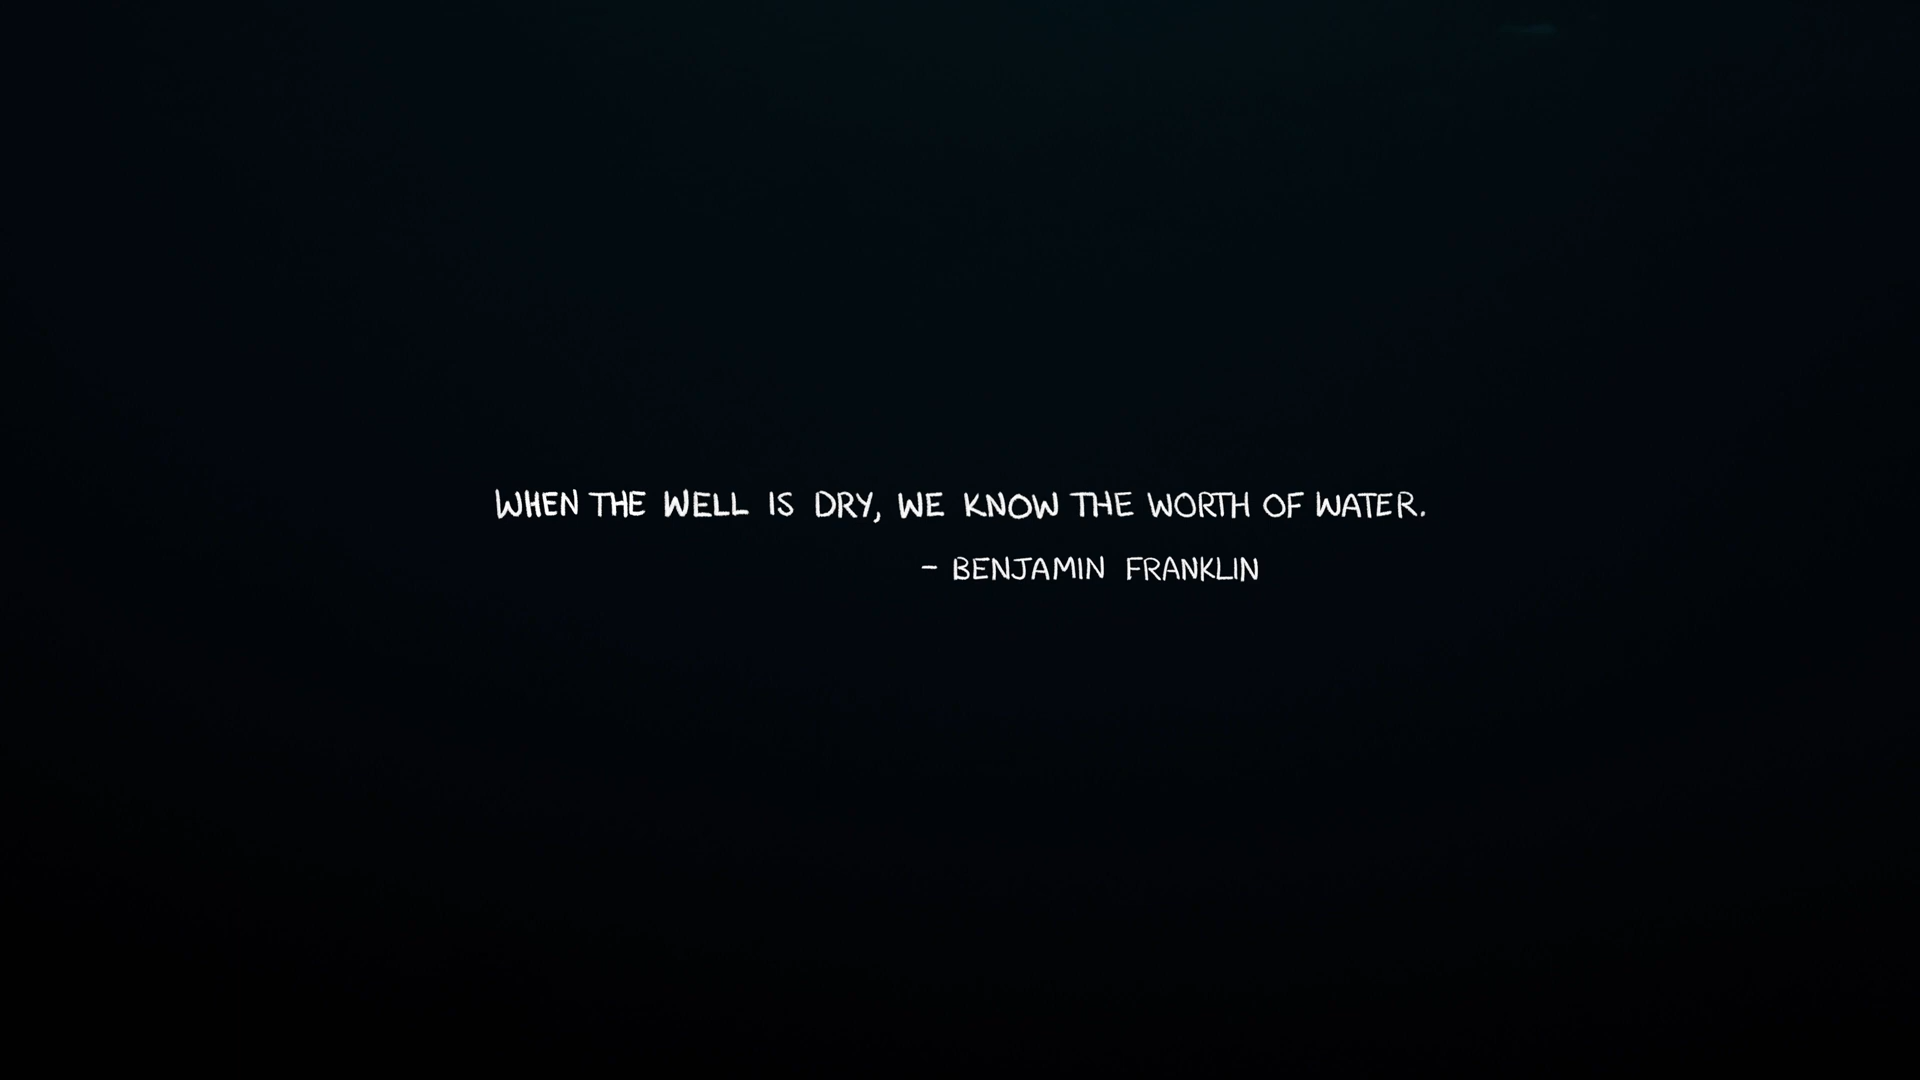 WHEN THE WELL IS DRY, WE KNOW THE WORTH OF WATER.
- BENJAMIN FRANKLIN